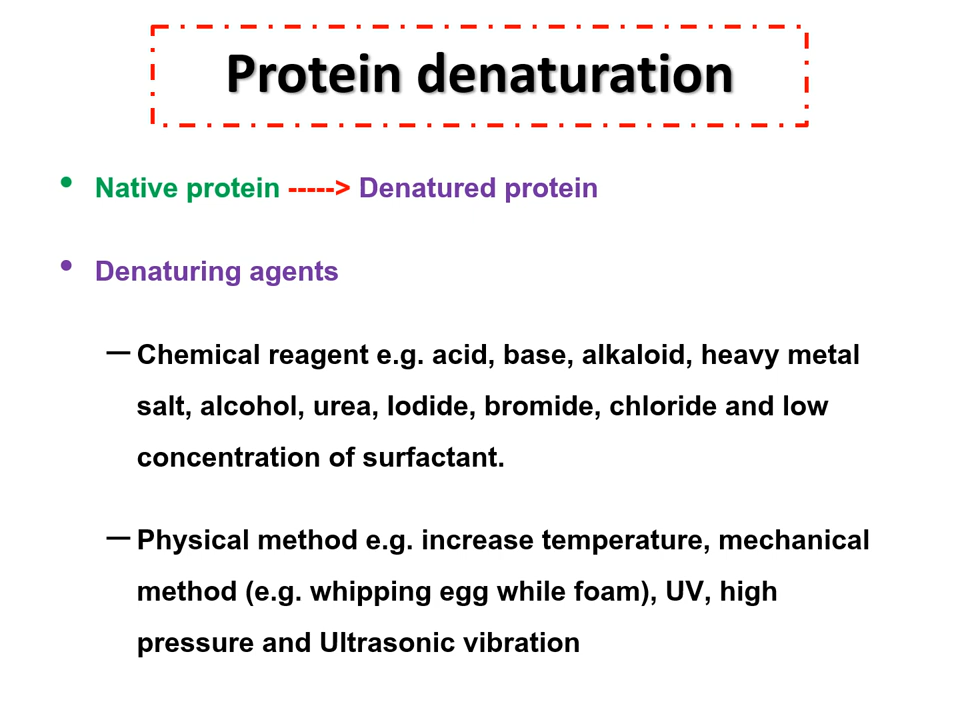 Protein denaturation
• Native protein -----> Denatured protein
• Denaturing agents
– Chemical reagent e.g. acid, base, alkaloid, heavy metal
salt, alcohol, urea, Iodide, bromide, chloride and low
concentration of surfactant.
– Physical method e.g. increase temperature, mechanical
method (e.g. whipping egg while foam), UV, high
pressure and Ultrasonic vibration